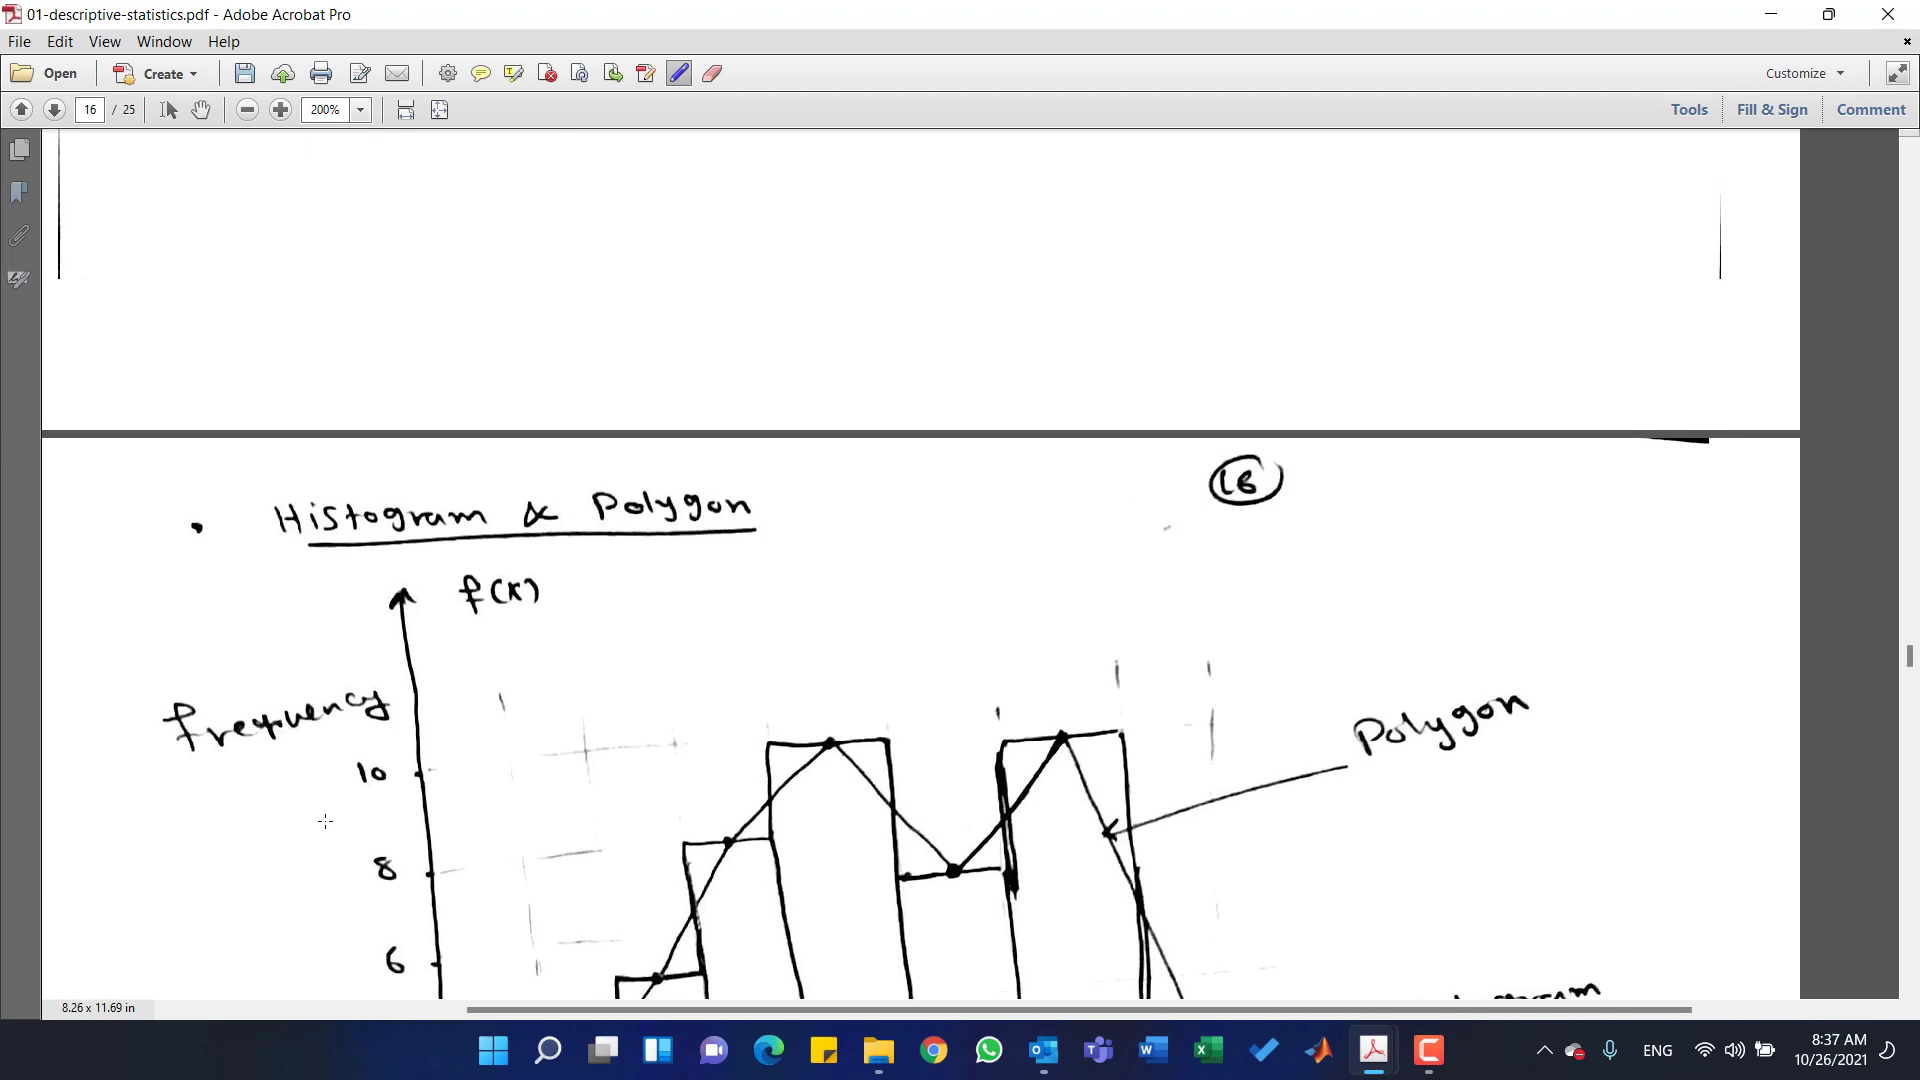 01-descriptive-statistics.pdf - Adobe Acrobat Pro
File Edit View Window Help
Open Create Customize
16 / 25 200% Tools Fill & Sign Comment
16
Histogram & Polygon
f(x)
frequency
Polygon
10
8
6
8.26 x 11.69 in
ENG
8:37 AM
10/26/2021